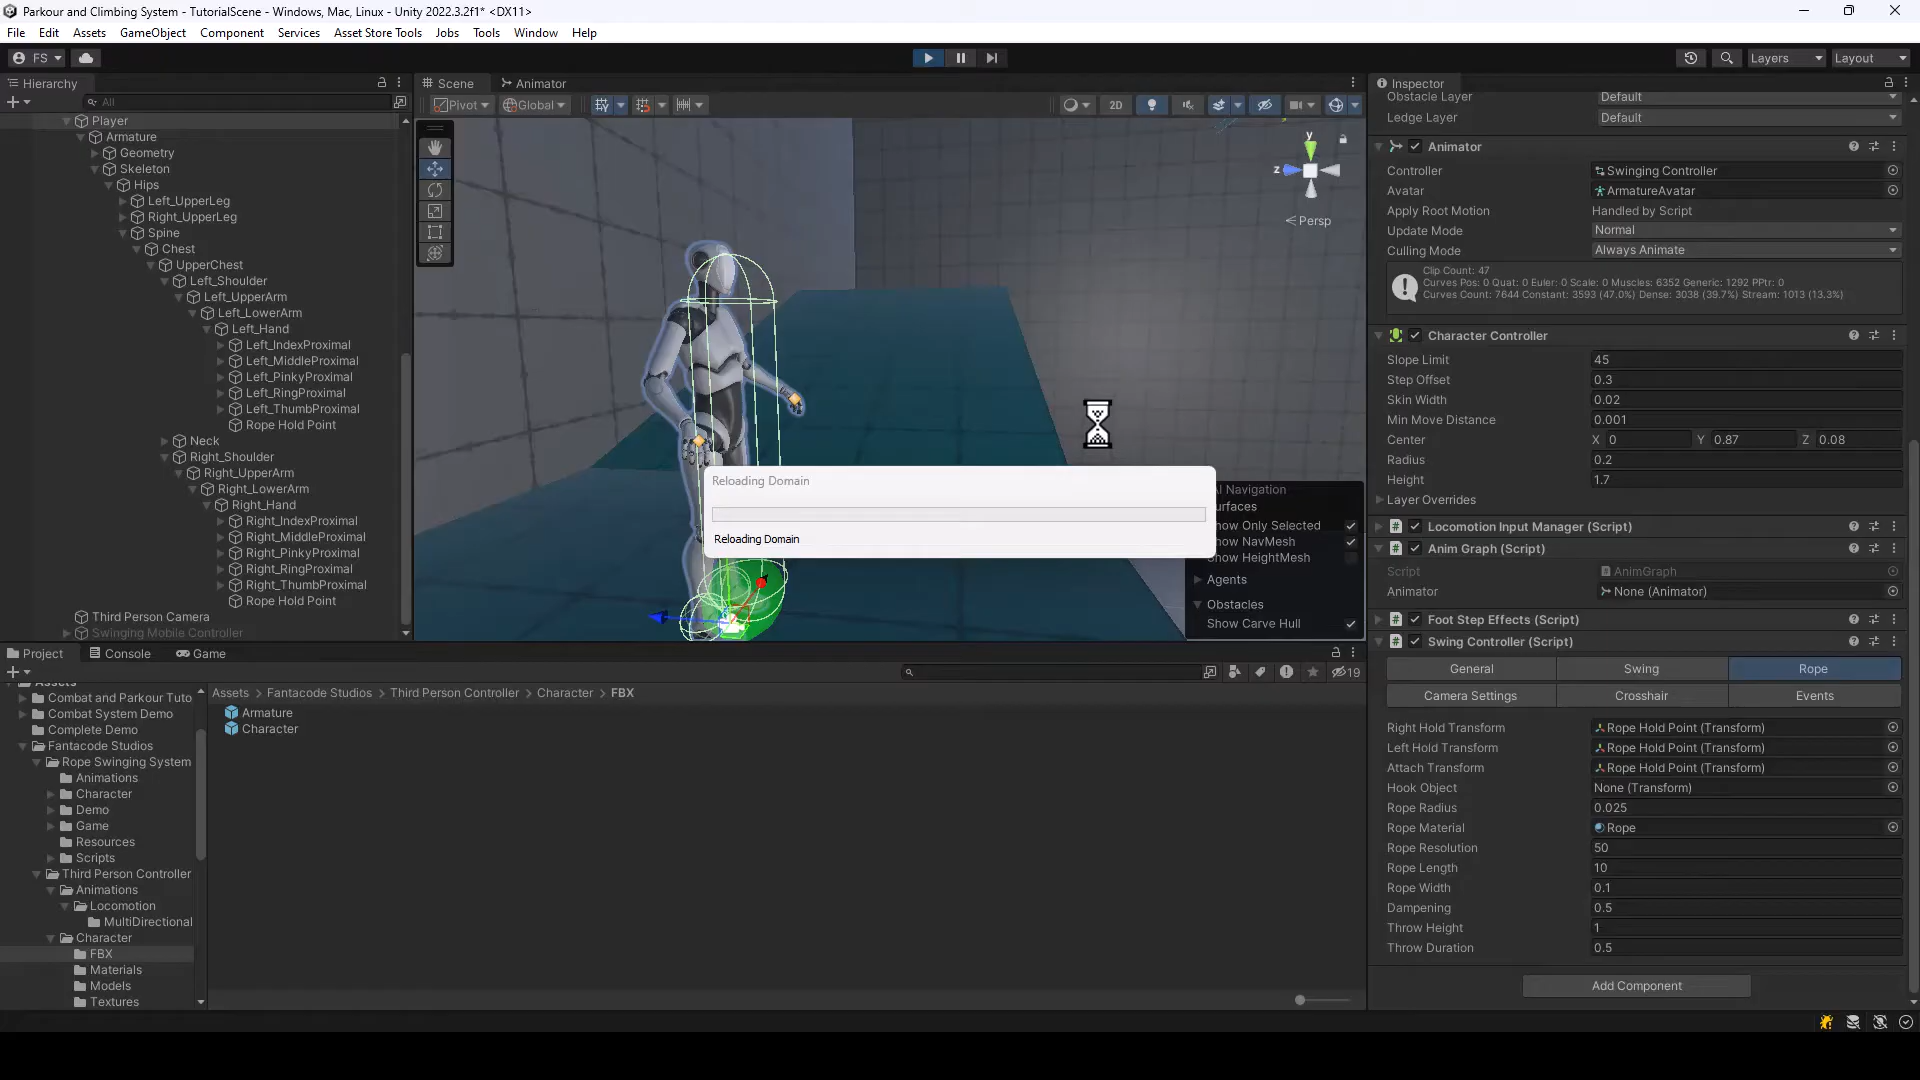 Parkour and Climbing System - TutorialScene - Windows, Mac, Linux - Unity 2022.3.2f1* <DX11>
File Edit Assets GameObject Component Services Asset Store Tools Jobs Tools Window Help
FS
Layers Layout
Hierarchy
All
Player
Armature
Geometry
Skeleton
Hips
Left_UpperLeg
Right_UpperLeg
Spine
Chest
UpperChest
Left_Shoulder
Left_UpperArm
Left_LowerArm
Left_Hand
Left_IndexProximal
Left_MiddleProximal
Left_PinkyProximal
Left_RingProximal
Left_ThumbProximal
Rope Hold Point
Neck
Right_Shoulder
Right_UpperArm
Right_LowerArm
Right_Hand
Right_IndexProximal
Right_MiddleProximal
Right_PinkyProximal
Right_RingProximal
Right_ThumbProximal
Rope Hold Point
Third Person Camera
Swinging Mobile Controller
Scene Animator
Pivot Global 2D
y
z
Persp
Reloading Domain
Reloading Domain
AI Navigation
urfaces
how Only Selected
how NavMesh
Show HeightMesh
Agents
Obstacles
Show Carve Hull
Inspector
Obstacle Layer Default
Ledge Layer Default
Animator
Controller Swinging Controller
Avatar ArmatureAvatar
Apply Root Motion Handled by Script
Update Mode Normal
Culling Mode Always Animate
Clip Count: 47
Curves Pos: 0 Quat: 0 Euler: 0 Scale: 0 Muscles: 6352 Generic: 1292 PPtr: 0
Curves Count: 7644 Constant: 3593 (47.0%) Dense: 3038 (39.7%) Stream: 1013 (13.3%)
Character Controller
Slope Limit 45
Step Offset 0.3
Skin Width 0.02
Min Move Distance 0.001
Center X 0 Y 0.87 Z 0.08
Radius 0.2
Height 1.7
Layer Overrides
Locomotion Input Manager (Script)
Anim Graph (Script)
Script AnimGraph
Animator None (Animator)
Foot Step Effects (Script)
Swing Controller (Script)
General Swing Rope
Camera Settings Crosshair Events
Right Hold Transform Rope Hold Point (Transform)
Left Hold Transform Rope Hold Point (Transform)
Attach Transform Rope Hold Point (Transform)
Hook Object None (Transform)
Rope Radius 0.025
Rope Material Rope
Rope Resolution 50
Rope Length 10
Rope Width 0.1
Dampening 0.5
Throw Height 1
Throw Duration 0.5
Add Component
Project Console Game
19
Assets
Combat and Parkour Tuto
Combat System Demo
Complete Demo
Fantacode Studios
Rope Swinging System
Animations
Character
Demo
Game
Resources
Scripts
Third Person Controller
Animations
Locomotion
MultiDirectional
Character
FBX
Materials
Models
Textures
Assets > Fantacode Studios > Third Person Controller > Character > FBX
Armature
Character